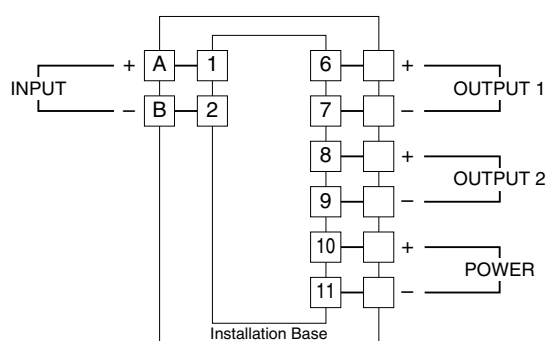 + A 1 6 +
INPUT OUTPUT 1
– B 2 7 –
8 +
OUTPUT 2
9 –
10 +
POWER
11 –
Installation Base